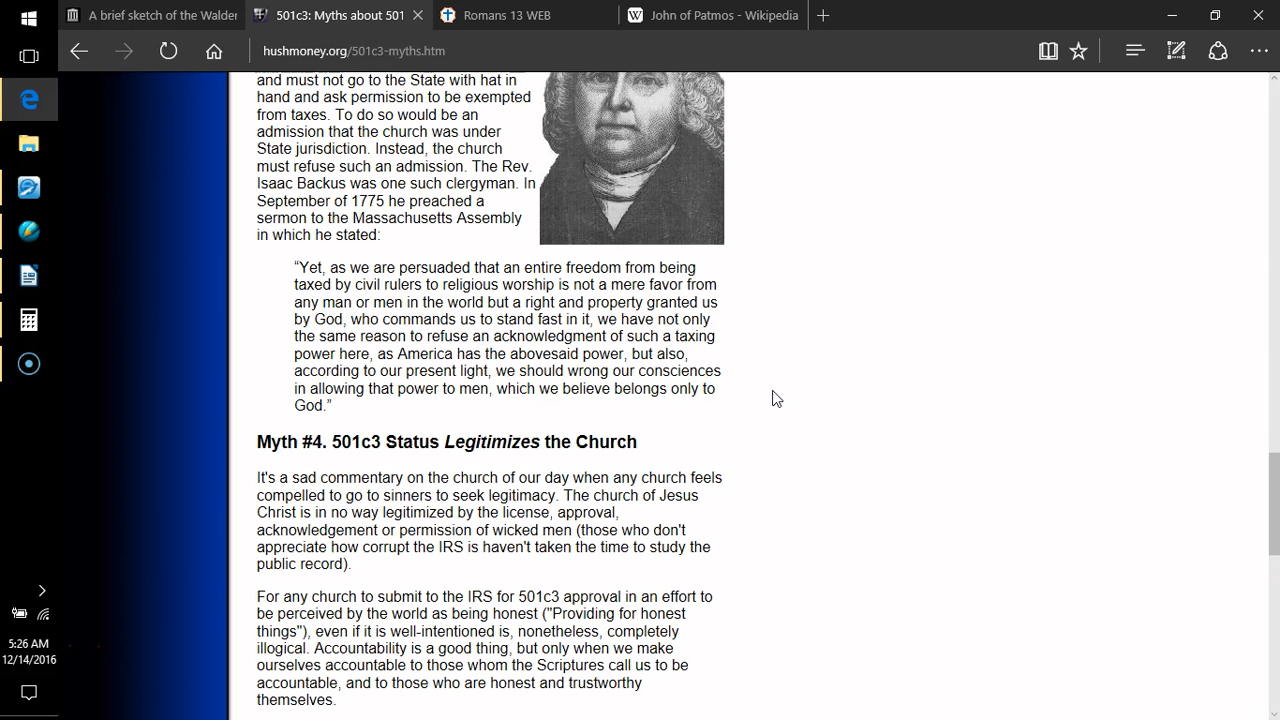 A brief sketch of the Walder
501c3: Myths about 501
Romans 13 WEB
John of Patmos - Wikipedia
hushmoney.org/501c3-myths.htm
and must not go to the State with hat in
hand and ask permission to be exempted
from taxes. To do so would be an
admission that the church was under
State jurisdiction. Instead, the church
must refuse such an admission. The Rev.
Isaac Backus was one such clergyman. In
September of 1775 he preached a
sermon to the Massachusetts Assembly
in which he stated:
“Yet, as we are persuaded that an entire freedom from being
taxed by civil rulers to religious worship is not a mere favor from
any man or men in the world but a right and property granted us
by God, who commands us to stand fast in it, we have not only
the same reason to refuse an acknowledgment of such a taxing
power here, as America has the abovesaid power, but also,
according to our present light, we should wrong our consciences
in allowing that power to men, which we believe belongs only to
God.”
Myth #4. 501c3 Status Legitimizes the Church
It's a sad commentary on the church of our day when any church feels
compelled to go to sinners to seek legitimacy. The church of Jesus
Christ is in no way legitimized by the license, approval,
acknowledgement or permission of wicked men (those who don't
appreciate how corrupt the IRS is haven't taken the time to study the
public record).
For any church to submit to the IRS for 501c3 approval in an effort to
be perceived by the world as being honest ("Providing for honest
things"), even if it is well-intentioned is, nonetheless, completely
illogical. Accountability is a good thing, but only when we make
ourselves accountable to those whom the Scriptures call us to be
accountable, and to those who are honest and trustworthy
themselves.
5:26 AM
12/14/2016